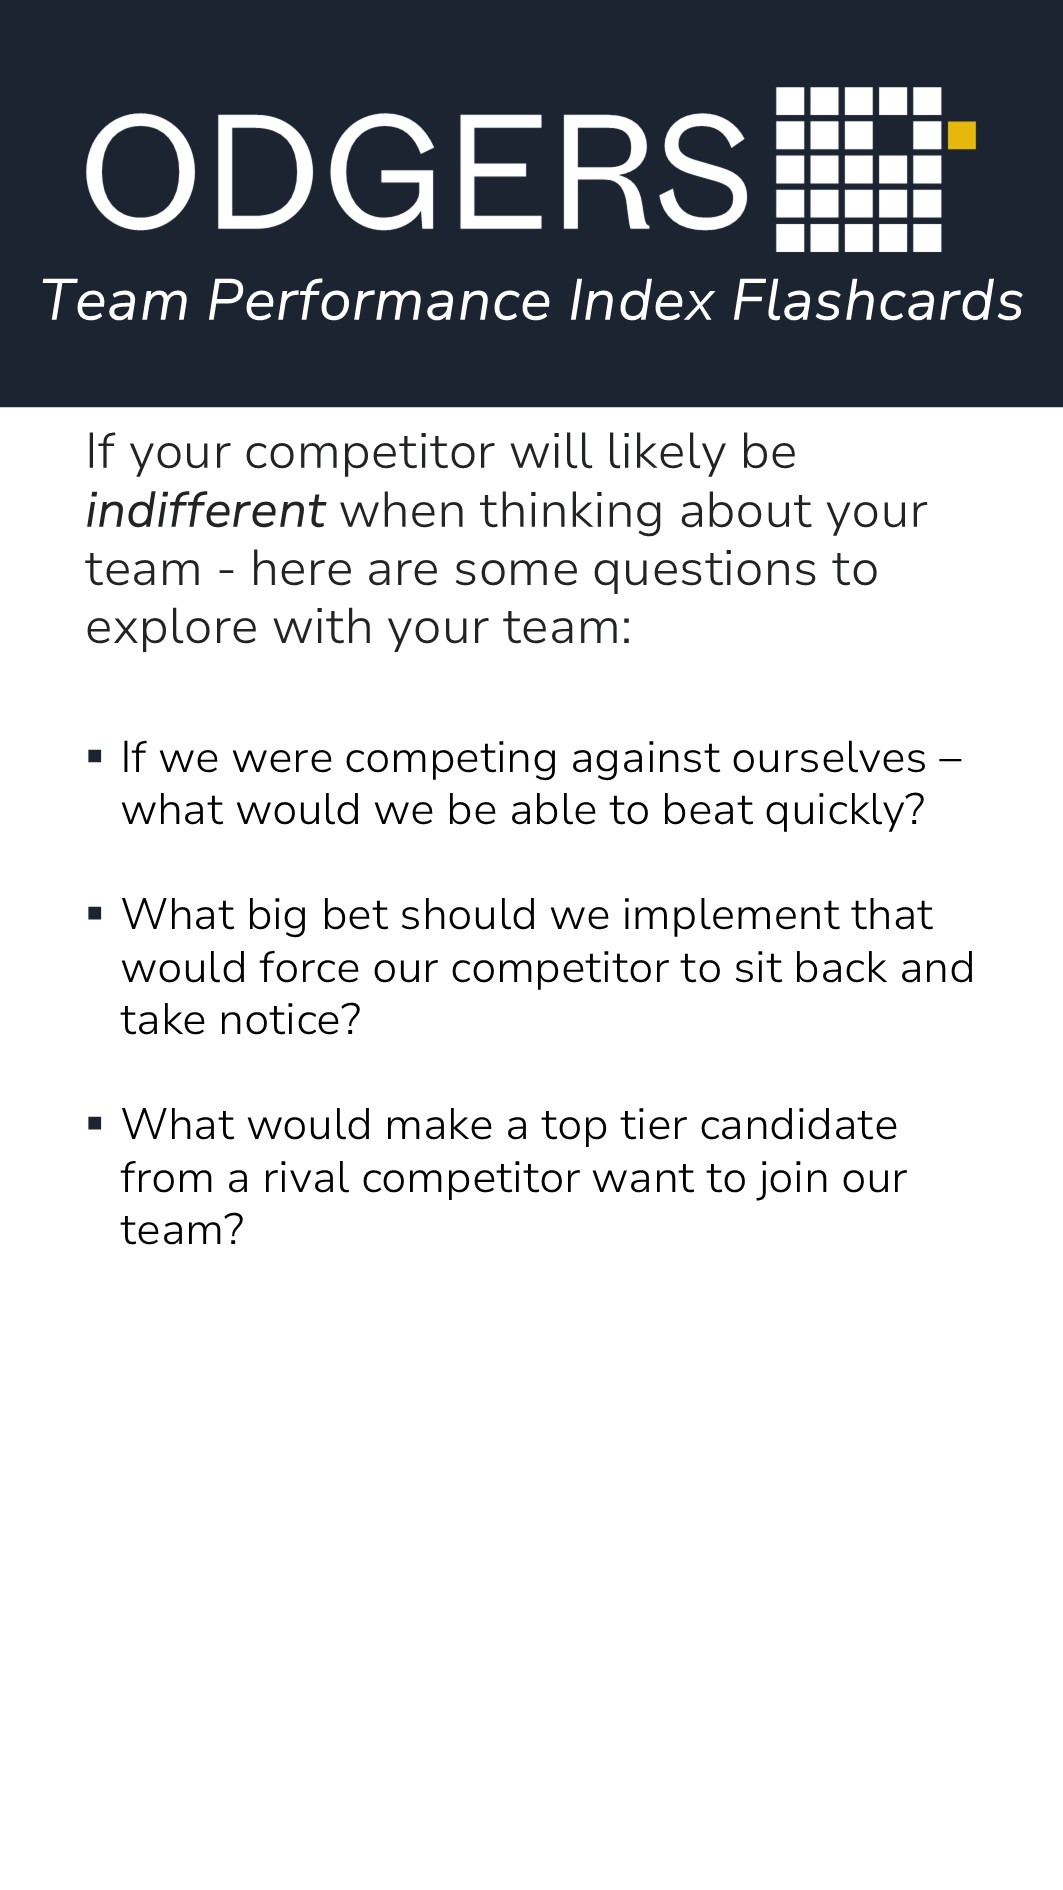 ODGERS
Team Performance Index Flashcards
If your competitor will likely be
indifferent when thinking about your
team - here are some questions to
explore with your team:
▪ If we were competing against ourselves –
what would we be able to beat quickly?
▪ What big bet should we implement that
would force our competitor to sit back and
take notice?
▪ What would make a top tier candidate
from a rival competitor want to join our
team?